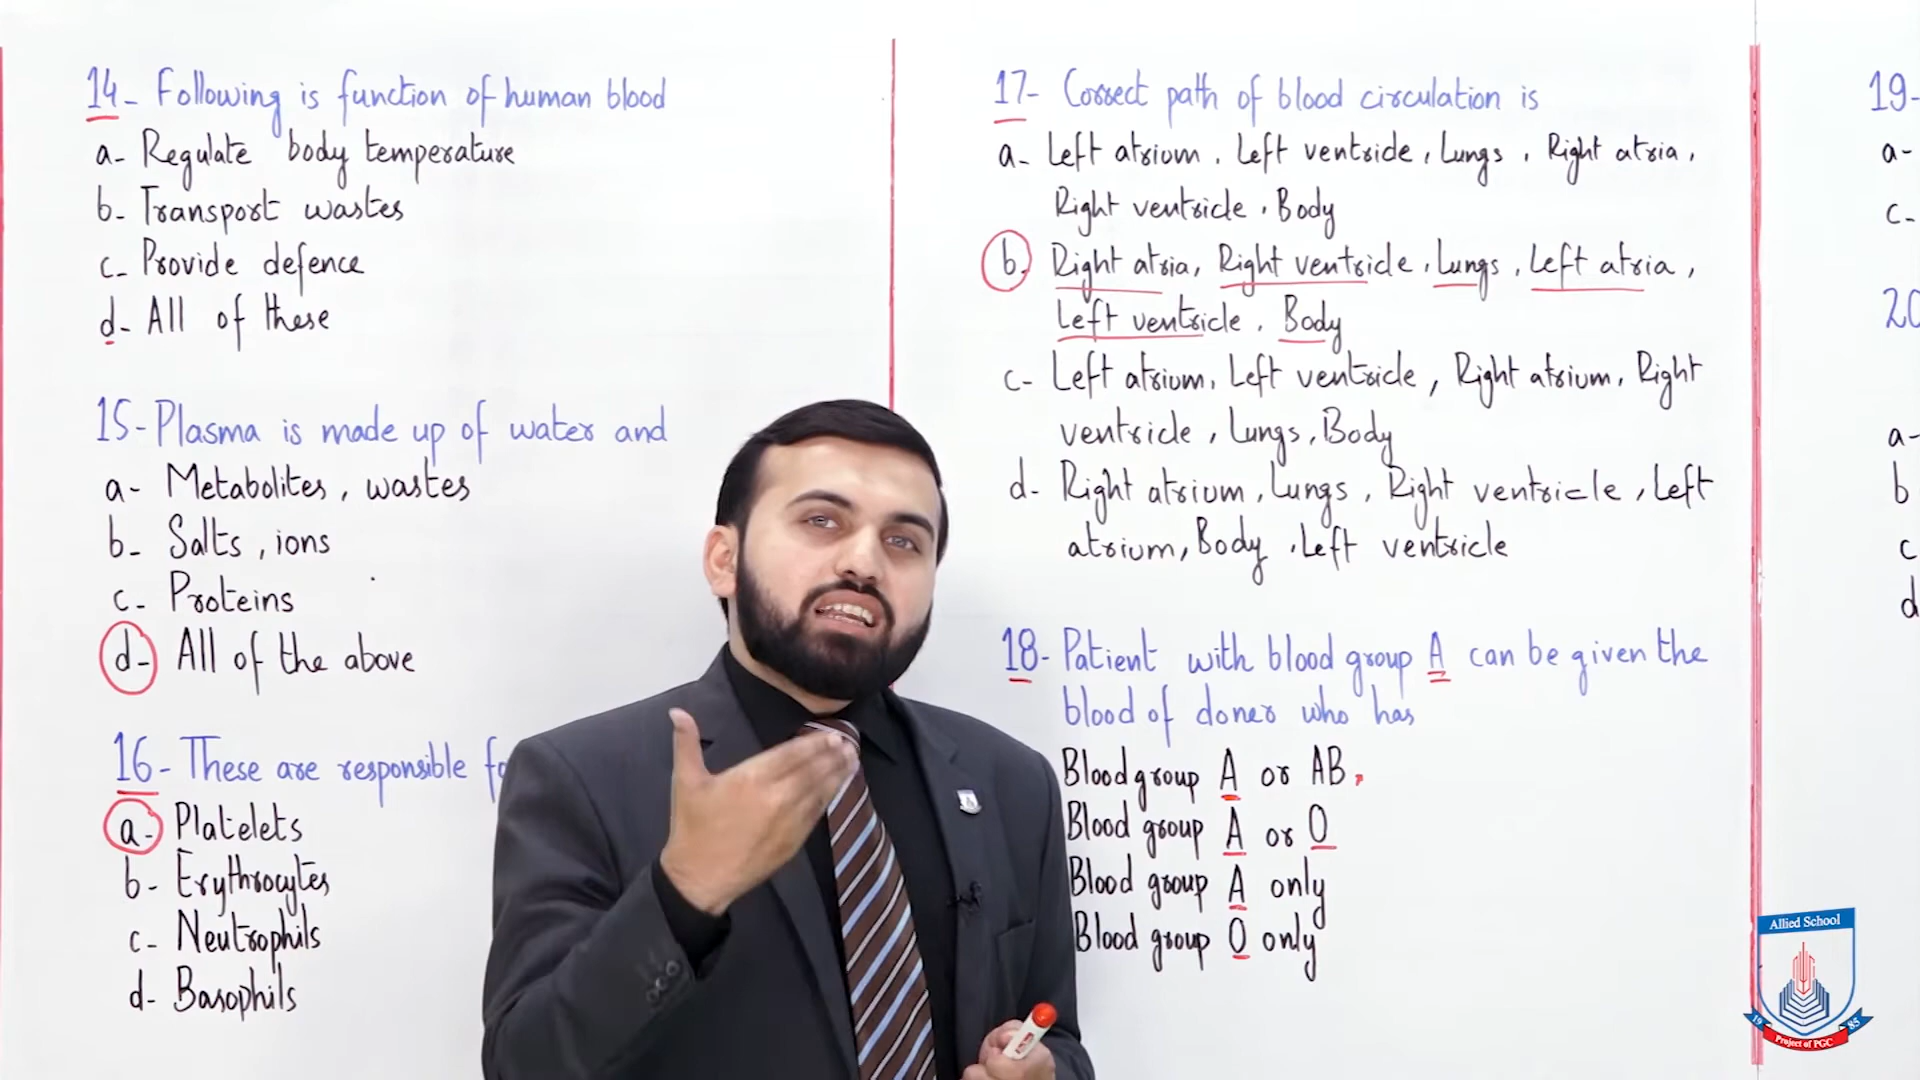 14- Following is function of human blood
a- Regulate body temperature
b- Transport wastes
c- Provide defence
d- All of these
15- Plasma is made up of water and
a- Metabolites, wastes
b- Salts, ions
c- Proteins
d- All of the above
16- These are responsible
a- Platelets
b- Erythrocytes
c- Neutrophils
d- Basophils
17- Correct path of blood circulation is
a- Left atrium, Left ventricle, Lungs, Right atria,
Right ventricle, Body
b- Right atria, Right ventricle, Lungs, Left atria,
Left ventricle, Body
c- Left atrium, Left ventricle, Right atrium, Right
ventricle, Lungs, Body
d- Right atrium, Lungs, Right ventricle, Left
atrium, Body, Left ventricle
18- Patient with blood group A can be given the
blood of doner who has
Blood group A or AB
Blood group A or O
Blood group A only
Blood group O only
19-
a-
c-
20
a-
b
c
d
Allied School
19 85
Project of PGC